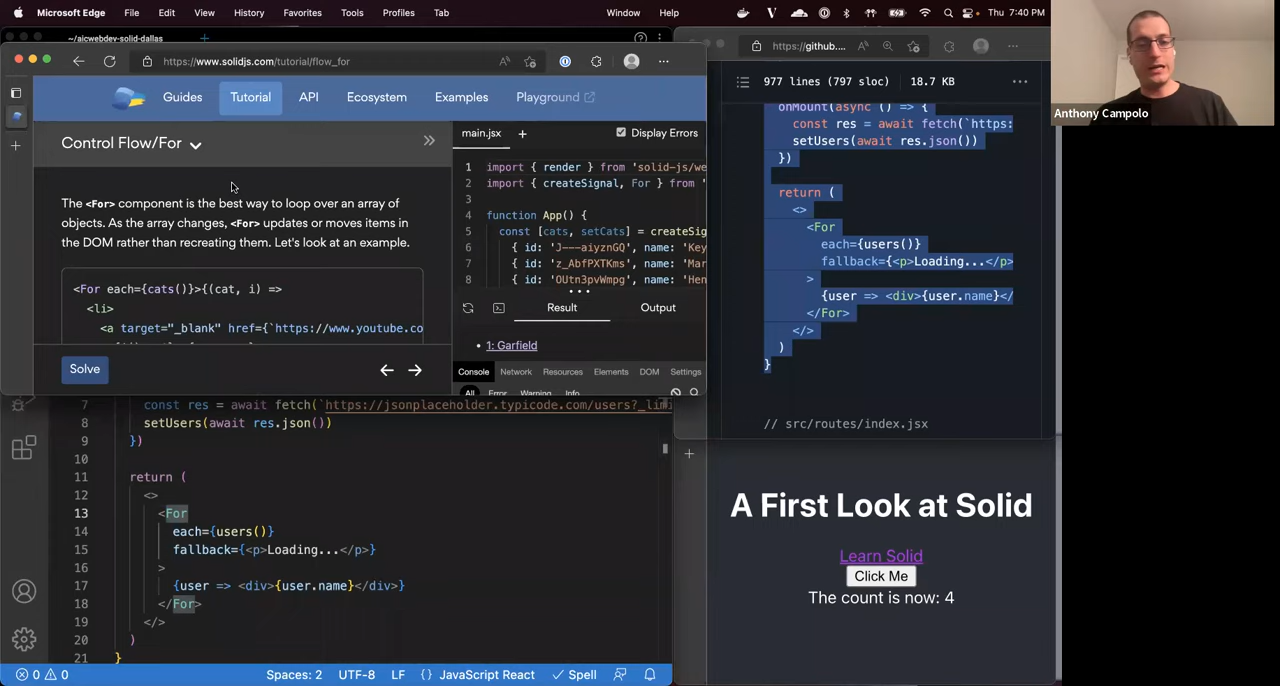 Microsoft Edge File Edit View History Favorites Tools Profiles Tab Window Help Thu 7:40 PM
~/aicwebdev-solid-dallas
https://www.solidjs.com/tutorial/flow_for
Guides Tutorial API Ecosystem Examples Playground
Control Flow/For
The <For> component is the best way to loop over an array of
objects. As the array changes, <For> updates or moves items in
the DOM rather than recreating them. Let's look at an example.
<For each={cats()}>{(cat, i) =>
<li>
<a target="_blank" href={`https://www.youtube.co
Solve
main.jsx + Display Errors
1 import { render } from 'solid-js/we
2 import { createSignal, For } from '
3
4 function App() {
5 const [cats, setCats] = createSig
6 { id: 'J---aiyznGQ', name: 'Key
7 { id: 'z_AbfPXTKms', name: 'Mar
8 { id: 'OUtn3pvWmpg', name: 'Hen
Result Output
1: Garfield
Console Network Resources Elements DOM Settings
All Error Warning Info
7 const res = await fetch(`https://jsonplaceholder.typicode.com/users?_limi
8 setUsers(await res.json())
9 })
10
11 return (
12 <>
13 <For
14 each={users()}
15 fallback={<p>Loading...</p>}
16 >
17 {user => <div>{user.name}</div>}
18 </For>
19 </>
20 )
21 }
0 0 Spaces: 2 UTF-8 LF {} JavaScript React Spell
https://github....
977 lines (797 sloc) 18.7 KB
onMount(async () => {
const res = await fetch(`https:
setUsers(await res.json())
})
return (
<>
<For
each={users()}
fallback={<p>Loading...</p>
>
{user => <div>{user.name}</
</For>
</>
)
}
// src/routes/index.jsx
A First Look at Solid
Learn Solid
Click Me
The count is now: 4
Anthony Campolo